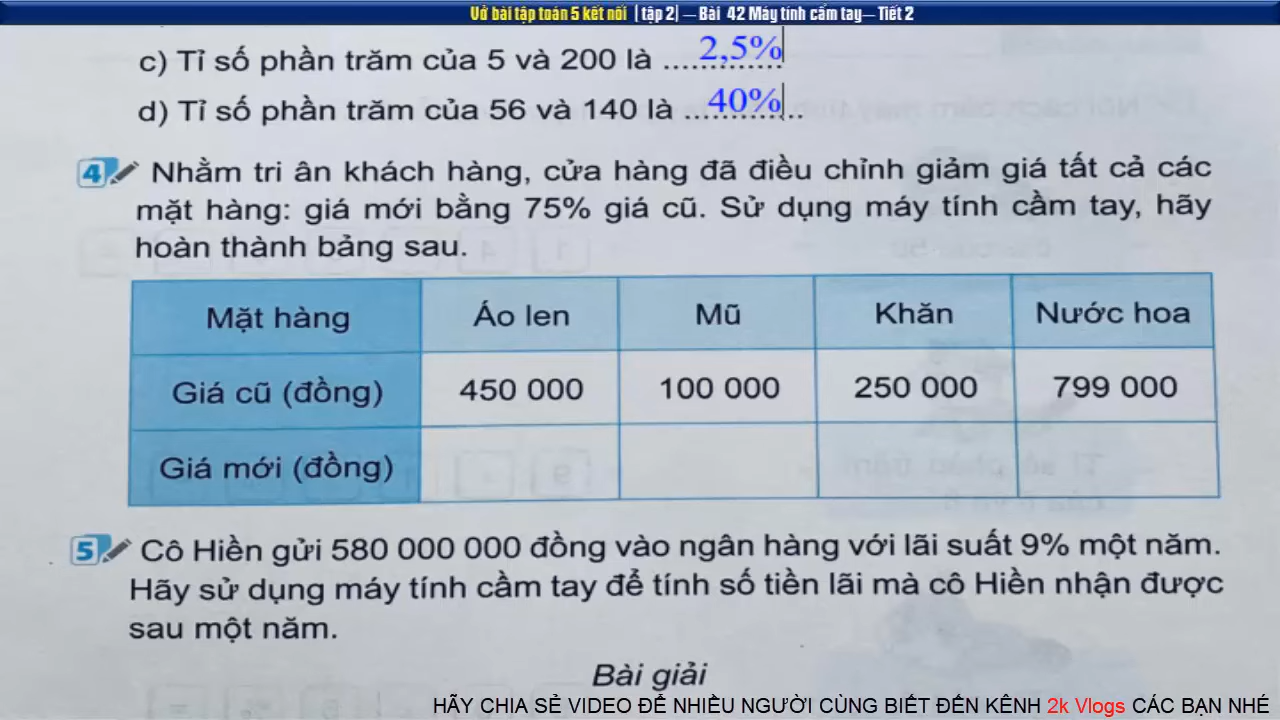 Vở bài tập toán 5 kết nối (tập 2) – Bài 42 Máy tính cầm tay– Tiết 2
c) Tỉ số phần trăm của 5 và 200 là ....2,5%....
d) Tỉ số phần trăm của 56 và 140 là ....40%....
4 Nhằm tri ân khách hàng, cửa hàng đã điều chỉnh giảm giá tất cả các
mặt hàng: giá mới bằng 75% giá cũ. Sử dụng máy tính cầm tay, hãy
hoàn thành bảng sau.
Mặt hàng Áo len Mũ Khăn Nước hoa
Giá cũ (đồng) 450 000 100 000 250 000 799 000
Giá mới (đồng)
5 Cô Hiền gửi 580 000 000 đồng vào ngân hàng với lãi suất 9% một năm.
Hãy sử dụng máy tính cầm tay để tính số tiền lãi mà cô Hiền nhận được
sau một năm.
Bài giải
HÃY CHIA SẺ VIDEO ĐỂ NHIỀU NGƯỜI CÙNG BIẾT ĐẾN KÊNH 2k Vlogs CÁC BẠN NHÉ